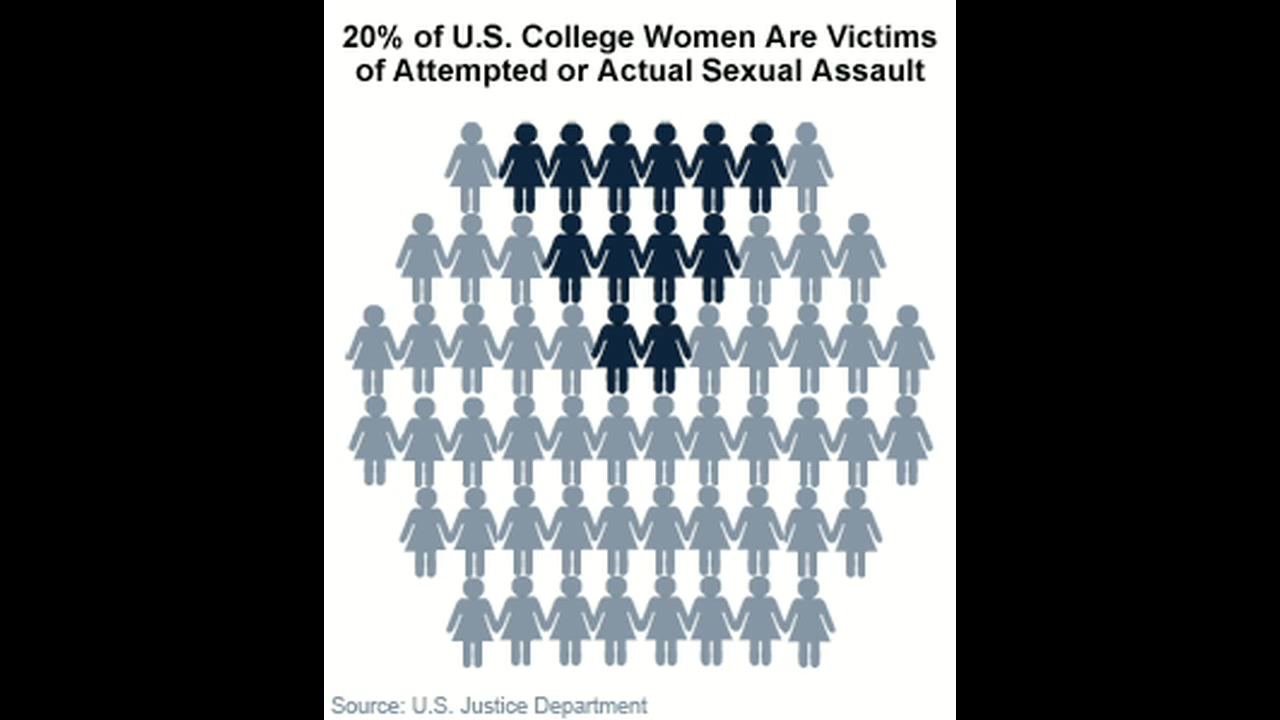 20% of U.S. College Women Are Victims
of Attempted or Actual Sexual Assault
Source: U.S. Justice Department